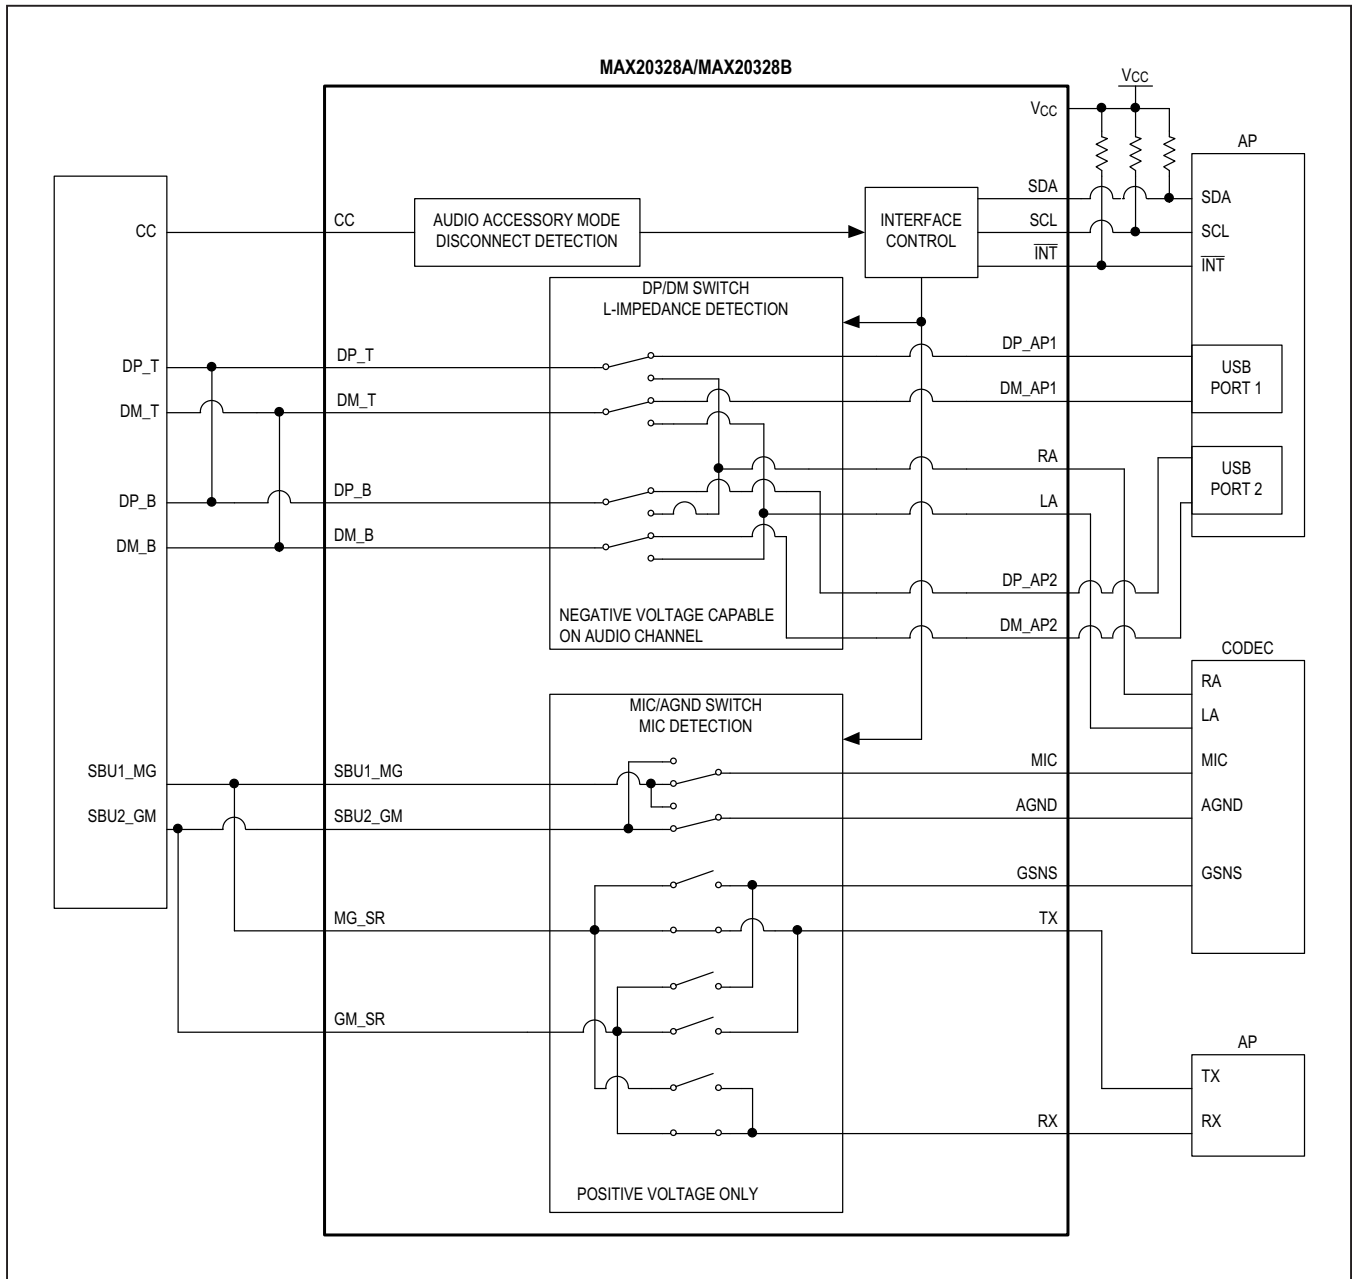 MAX20328A/MAX20328B
VCC
VCC
AP
SDA
SDA
CC
CC
AUDIO ACCESSORY MODE
DISCONNECT DETECTION
INTERFACE
CONTROL
SCL
SCL
INT
INT
DP/DM SWITCH
L-IMPEDANCE DETECTION
DP_T
DP_T
DP_AP1
USB
PORT 1
DM_T
DM_T
DM_AP1
RA
USB
PORT 2
DP_B
DP_B
LA
DM_B
DM_B
DP_AP2
NEGATIVE VOLTAGE CAPABLE
ON AUDIO CHANNEL
DM_AP2
CODEC
RA
LA
MIC/AGND SWITCH
MIC DETECTION
SBU1_MG
SBU1_MG
MIC
MIC
SBU2_GM
SBU2_GM
AGND
AGND
GSNS
GSNS
MG_SR
TX
GM_SR
AP
TX
RX
RX
POSITIVE VOLTAGE ONLY